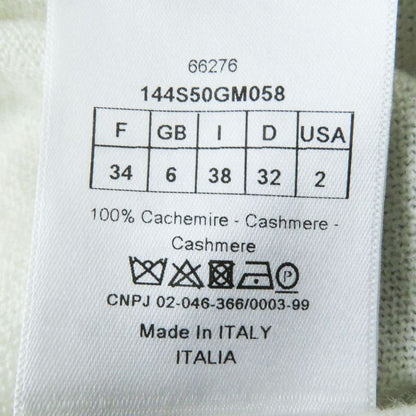 66276
144S50GM058
F GB I D USA
34 6 38 32 2
100% Cachemire - Cashmere -
Cashmere
P
CNPJ 02-046-366/0003-99
Made In ITALY
ITALIA